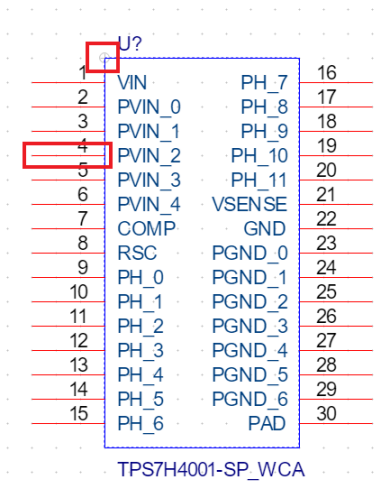 U?
1 VIN PH_7 16
2 PVIN_0 PH_8 17
3 PVIN_1 PH_9 18
4 PVIN_2 PH_10 19
5 PVIN_3 PH_11 20
6 PVIN_4 VSENSE 21
7 COMP GND 22
8 RSC PGND_0 23
9 PH_0 PGND_1 24
10 PH_1 PGND_2 25
11 PH_2 PGND_3 26
12 PH_3 PGND_4 27
13 PH_4 PGND_5 28
14 PH_5 PGND_6 29
15 PH_6 PAD 30
TPS7H4001-SP_WCA